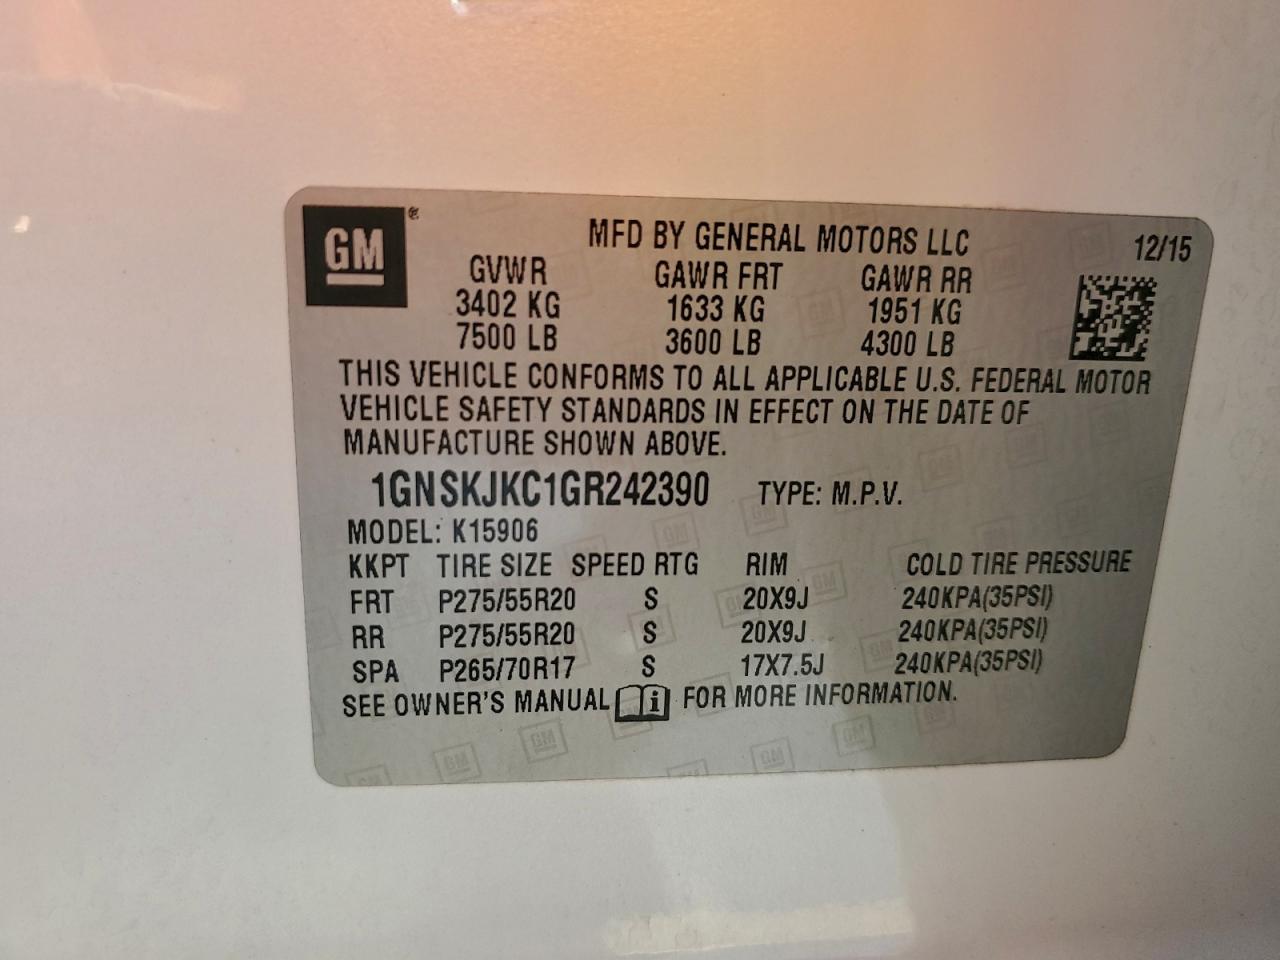 GM
MFD BY GENERAL MOTORS LLC 12/15
GVWR GAWR FRT GAWR RR
3402 KG 1633 KG 1951 KG
7500 LB 3600 LB 4300 LB
THIS VEHICLE CONFORMS TO ALL APPLICABLE U.S. FEDERAL MOTOR
VEHICLE SAFETY STANDARDS IN EFFECT ON THE DATE OF
MANUFACTURE SHOWN ABOVE.
1GNSKJKC1GR242390 TYPE: M.P.V.
MODEL: K15906
KKPT TIRE SIZE SPEED RTG RIM COLD TIRE PRESSURE
FRT P275/55R20 S 20X9J 240KPA(35PSI)
RR P275/55R20 S 20X9J 240KPA(35PSI)
SPA P265/70R17 S 17X7.5J 240KPA(35PSI)
SEE OWNER'S MANUAL i FOR MORE INFORMATION.